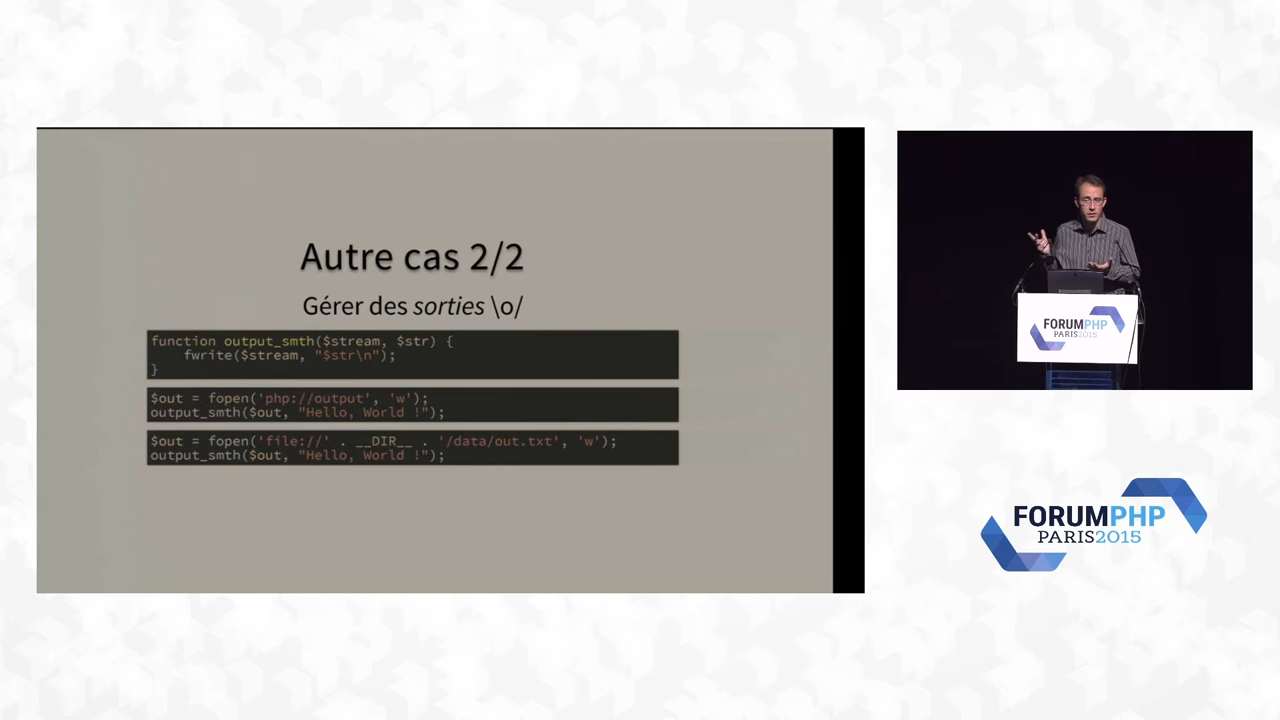 Autre cas 2/2
Gérer des sorties \o/
function output_smth($stream, $str) {
    fwrite($stream, "$str\n");
}
$out = fopen('php://output', 'w');
output_smth($out, "Hello, World !");
$out = fopen('file://' . __DIR__ . '/data/out.txt', 'w');
output_smth($out, "Hello, World !");
FORUMPHP
PARIS2015
FORUMPHP
PARIS2015